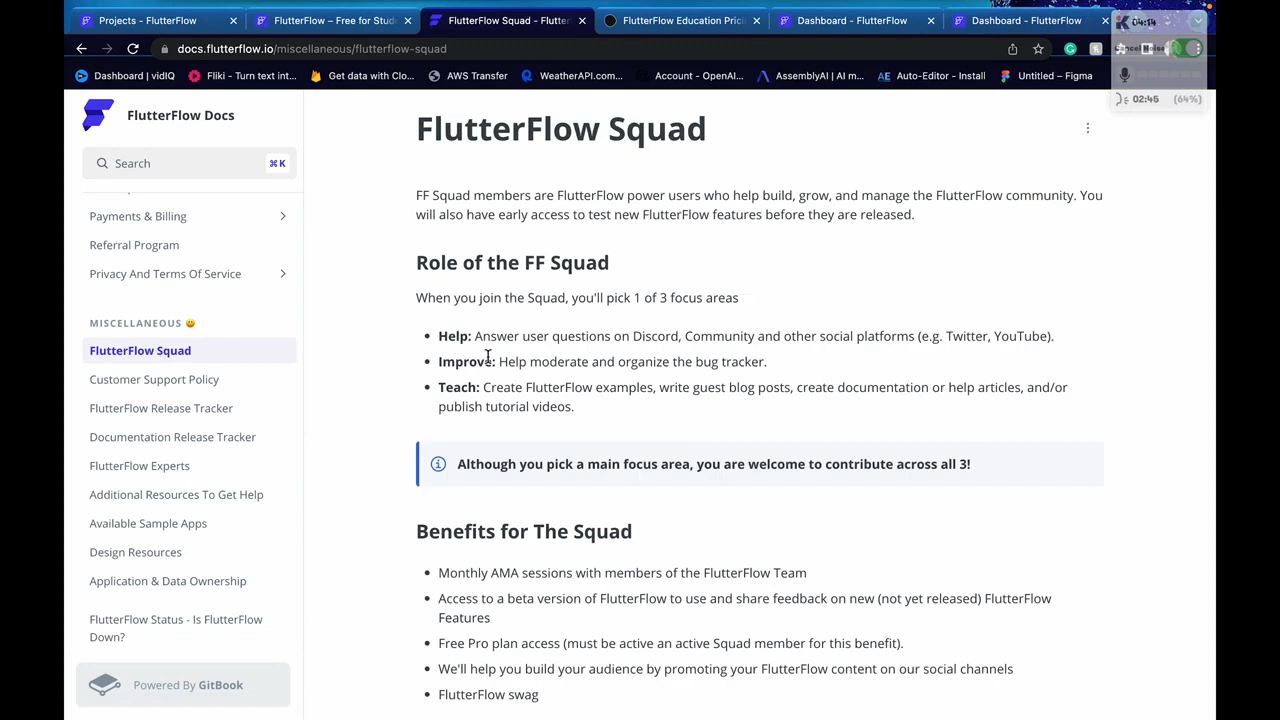 Projects - FlutterFlow
FlutterFlow – Free for Stude
FlutterFlow Squad - Flutter
FlutterFlow Education Prici
Dashboard - FlutterFlow
Dashboard - FlutterFlow
04:14
docs.flutterflow.io/miscellaneous/flutterflow-squad
Cancel Noise
Dashboard | vidIQ
Fliki - Turn text int...
Get data with Clo...
AWS Transfer
WeatherAPI.com...
Account - OpenAI...
AssemblyAI | AI m...
Auto-Editor - Install
Untitled – Figma
02:45 (64%)
FlutterFlow Docs
Search
⌘K
Payments & Billing
Referral Program
Privacy And Terms Of Service
MISCELLANEOUS 😀
FlutterFlow Squad
Customer Support Policy
FlutterFlow Release Tracker
Documentation Release Tracker
FlutterFlow Experts
Additional Resources To Get Help
Available Sample Apps
Design Resources
Application & Data Ownership
FlutterFlow Status - Is FlutterFlow
Down?
Powered By GitBook
FlutterFlow Squad
FF Squad members are FlutterFlow power users who help build, grow, and manage the FlutterFlow community. You
will also have early access to test new FlutterFlow features before they are released.
Role of the FF Squad
When you join the Squad, you'll pick 1 of 3 focus areas
Help: Answer user questions on Discord, Community and other social platforms (e.g. Twitter, YouTube).
Improve: Help moderate and organize the bug tracker.
Teach: Create FlutterFlow examples, write guest blog posts, create documentation or help articles, and/or
publish tutorial videos.
Although you pick a main focus area, you are welcome to contribute across all 3!
Benefits for The Squad
Monthly AMA sessions with members of the FlutterFlow Team
Access to a beta version of FlutterFlow to use and share feedback on new (not yet released) FlutterFlow
Features
Free Pro plan access (must be active an active Squad member for this benefit).
We'll help you build your audience by promoting your FlutterFlow content on our social channels
FlutterFlow swag